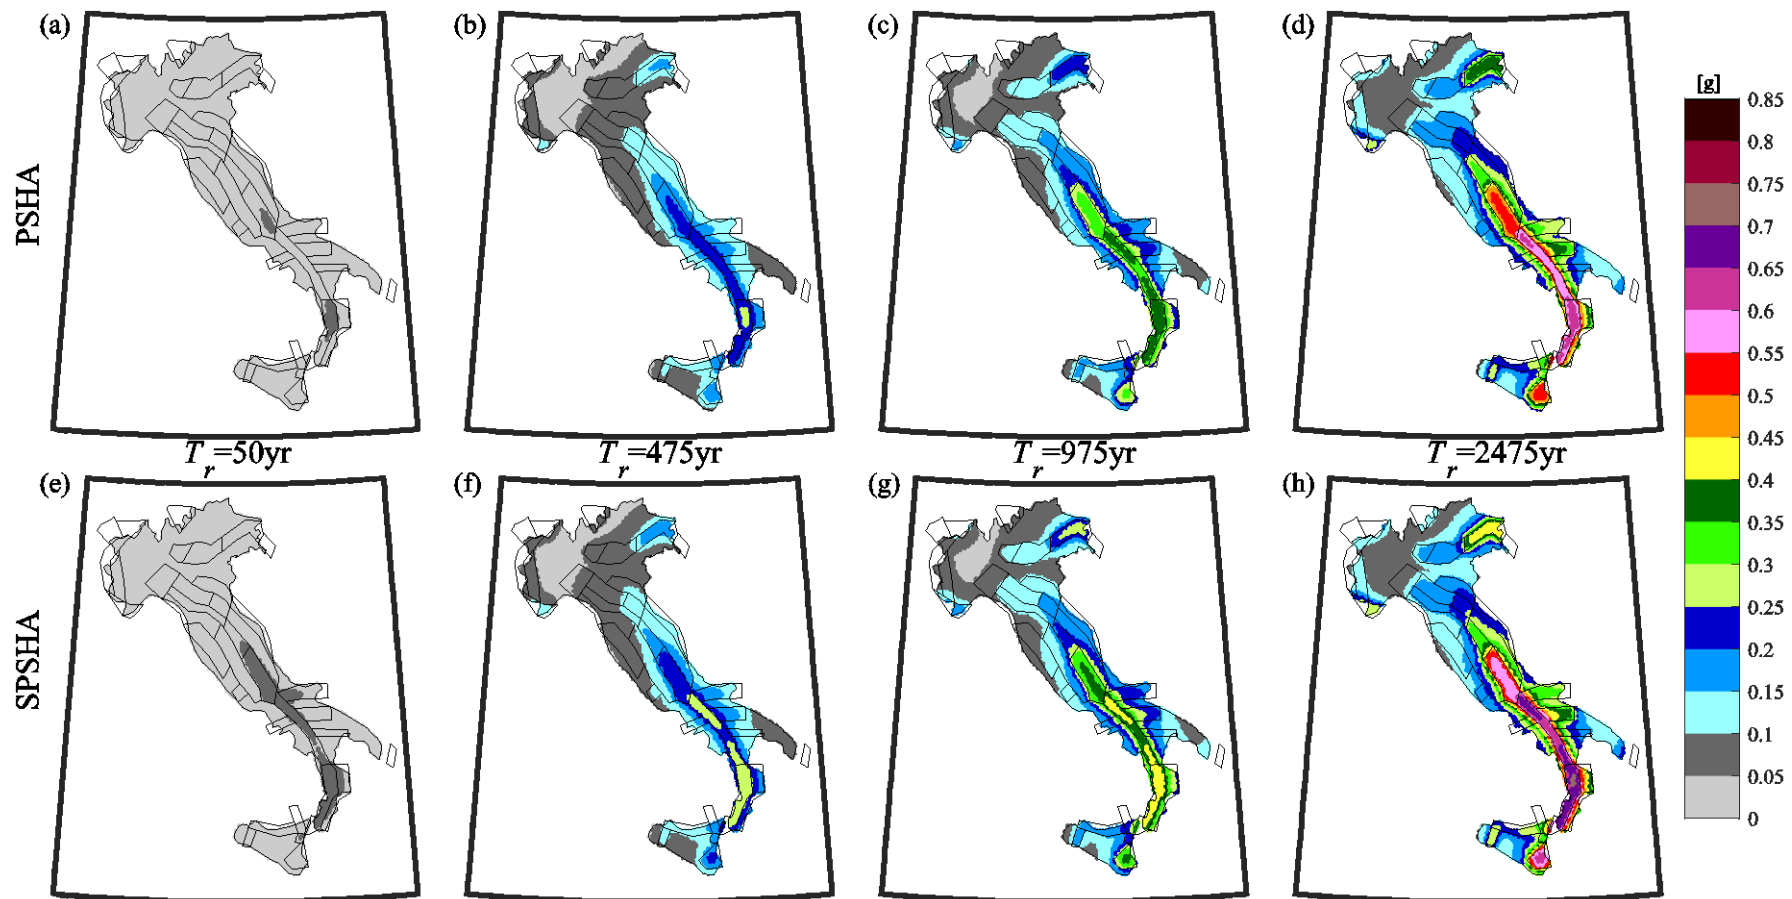 (a)
(b)
(c)
(d)
PSHA
[g]
0.85
0.8
0.75
0.7
0.65
0.6
0.55
0.5
0.45
0.4
0.35
0.3
0.25
0.2
0.15
0.1
0.05
0
T_r=50yr
T_r=475yr
T_r=975yr
T_r=2475yr
(e)
(f)
(g)
(h)
SPSHA